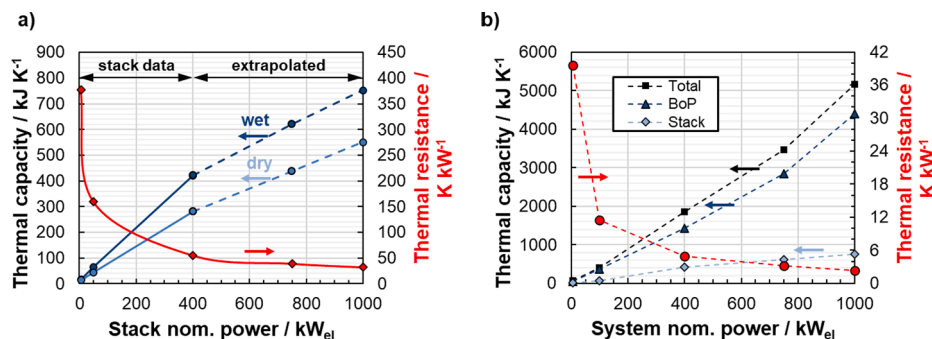 a)
Thermal capacity / kJ K⁻¹
900
800
700
600
500
400
300
200
100
0
stack data
extrapolated
wet
dry
450
400
350
300
250
200
150
100
50
0
Thermal resistance /
K kW⁻¹
0 200 400 600 800 1000
Stack nom. power / kWel
b)
Thermal capacity / kJ K⁻¹
6000
5000
4000
3000
2000
1000
0
Total
BoP
Stack
42
36
30
24
18
12
6
0
Thermal resistance /
K kW⁻¹
0 200 400 600 800 1000
System nom. power / kWel